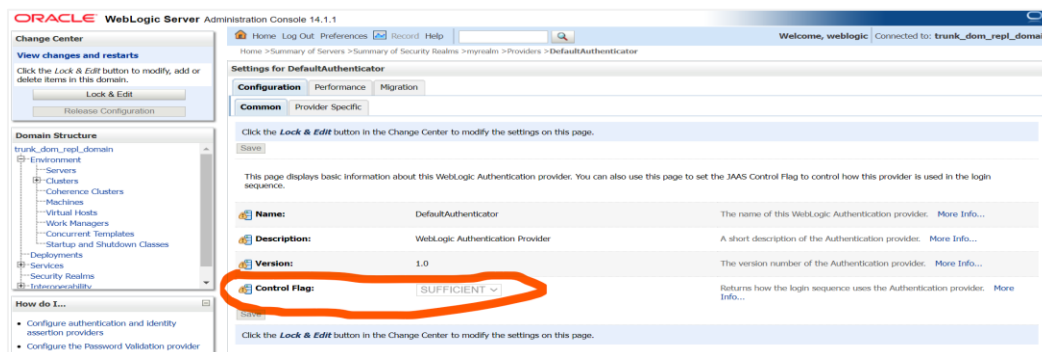 ORACLE WebLogic Server Administration Console 14.1.1
Change Center
View changes and restarts
Click the Lock & Edit button to modify, add or
delete items in this domain.
Lock & Edit
Release Configuration
Domain Structure
trunk_dom_repl_domain
Environment
Servers
Clusters
Coherence Clusters
Machines
Virtual Hosts
Work Managers
Concurrent Templates
Startup and Shutdown Classes
Deployments
Services
Security Realms
Interoperability
How do I...
Configure authentication and identity
assertion providers
Configure the Password Validation provider
Home Log Out Preferences Record Help
Welcome, weblogic Connected to: trunk_dom_repl_domai
Home >Summary of Servers >Summary of Security Realms >myrealm >Providers >DefaultAuthenticator
Settings for DefaultAuthenticator
Configuration Performance Migration
Common Provider Specific
Click the Lock & Edit button in the Change Center to modify the settings on this page.
Save
This page displays basic information about this WebLogic Authentication provider. You can also use this page to set the JAAS Control Flag to control how this provider is used in the login
sequence.
Name: DefaultAuthenticator The name of this WebLogic Authentication provider. More Info...
Description: WebLogic Authentication Provider A short description of the Authentication provider. More Info...
Version: 1.0 The version number of the Authentication provider. More Info...
Control Flag: SUFFICIENT Returns how the login sequence uses the Authentication provider. More
Info...
Save
Click the Lock & Edit button in the Change Center to modify the settings on this page.